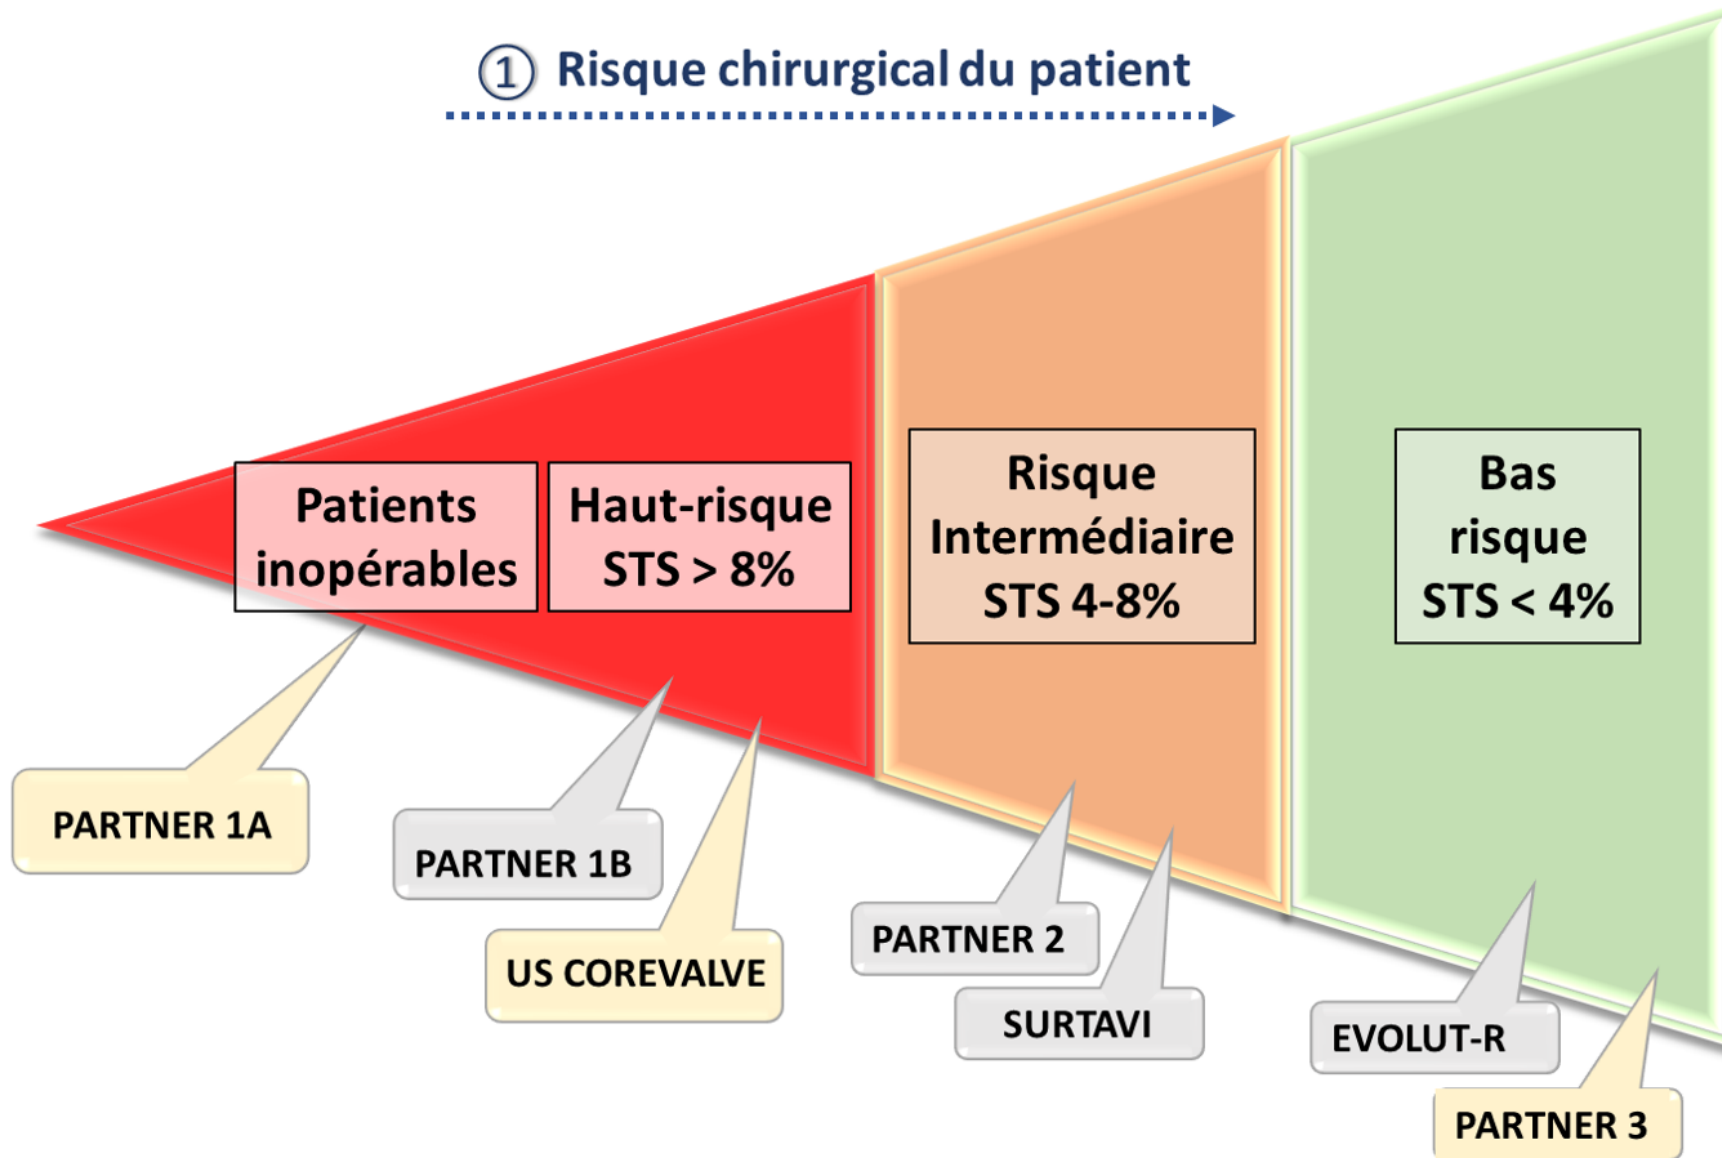 ① Risque chirurgical du patient
Patients
inopérables
Haut-risque
STS > 8%
Risque
Intermédiaire
STS 4-8%
Bas
risque
STS < 4%
PARTNER 1A
PARTNER 1B
US COREVALVE
PARTNER 2
SURTAVI
EVOLUT-R
PARTNER 3